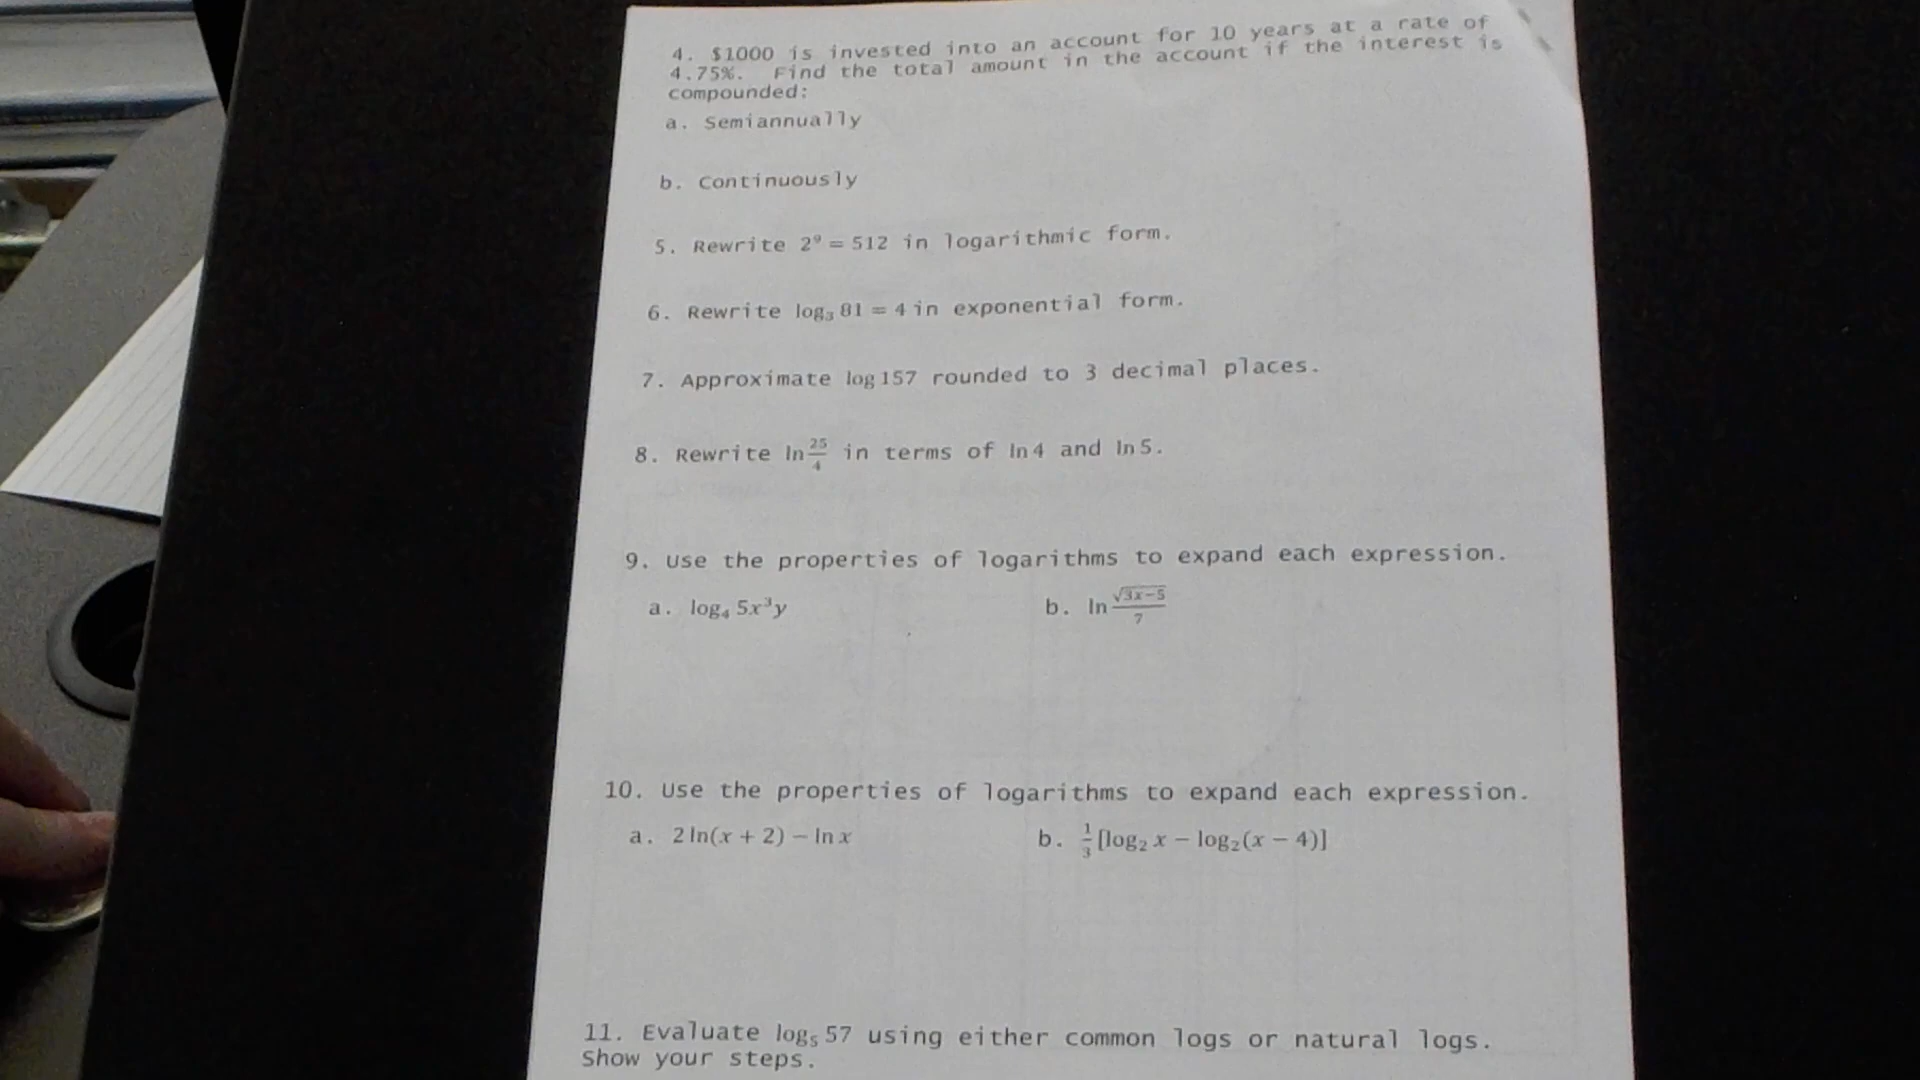 4. $1000 is invested into an account for 10 years at a rate of
4.75%. Find the total amount in the account if the interest is
compounded:
a. Semiannually
b. Continuously
5. Rewrite 2⁹ = 512 in logarithmic form.
6. Rewrite log₃ 81 = 4 in exponential form.
7. Approximate log 157 rounded to 3 decimal places.
8. Rewrite ln 25/4 in terms of ln 4 and ln 5.
9. Use the properties of logarithms to expand each expression.
a. log₄ 5x³y b. ln √(3x−5)/7
10. Use the properties of logarithms to expand each expression.
a. 2 ln(x + 2) − ln x b. 1/3 [log₂ x − log₂(x − 4)]
11. Evaluate log₅ 57 using either common logs or natural logs.
Show your steps.